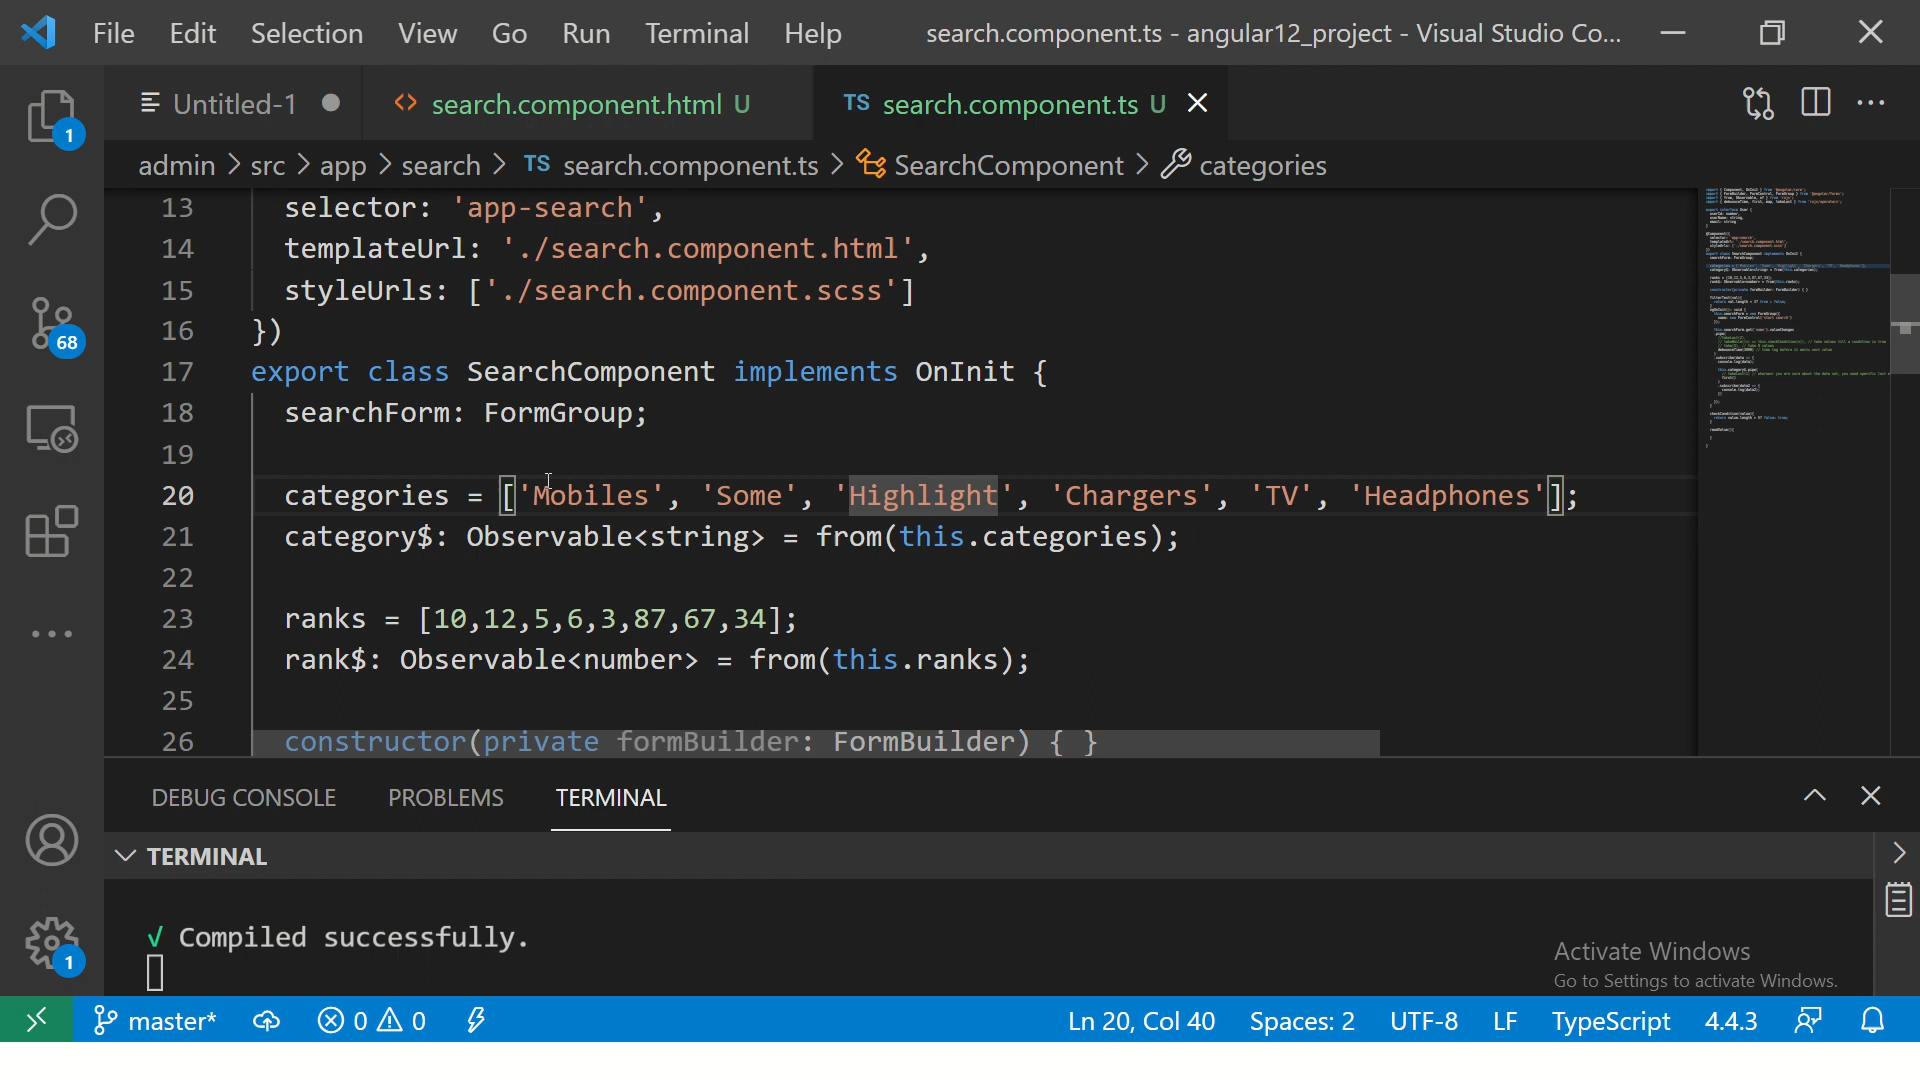 File Edit Selection View Go Run Terminal Help search.component.ts - angular12_project - Visual Studio Co...
Untitled-1 search.component.html U TS search.component.ts U
1
admin > src > app > search > TS search.component.ts > SearchComponent > categories
13 selector: 'app-search',
14 templateUrl: './search.component.html',
15 styleUrls: ['./search.component.scss']
16 })
68
17 export class SearchComponent implements OnInit {
18 searchForm: FormGroup;
19
20 categories = ['Mobiles', 'Some', 'Highlight', 'Chargers', 'TV', 'Headphones'];
21 category$: Observable<string> = from(this.categories);
22
23 ranks = [10,12,5,6,3,87,67,34];
24 rank$: Observable<number> = from(this.ranks);
25
26 constructor(private formBuilder: FormBuilder) { }
DEBUG CONSOLE PROBLEMS TERMINAL
TERMINAL
√ Compiled successfully.
1
Activate Windows
Go to Settings to activate Windows.
master* 0 0 Ln 20, Col 40 Spaces: 2 UTF-8 LF TypeScript 4.4.3